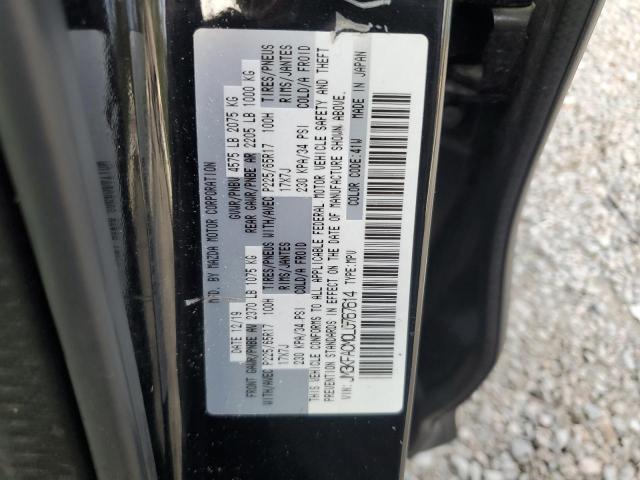 M.D. BY MAZDA MOTOR CORPORATION
DATE 12/19 GVWR/PNBV 4575 LB 2075 KG
FRONT GAWR/PNBE AV 2370 LB 1075 KG REAR GAWR/PNBE AR 2205 LB 1000 KG
WITH/AVEC P225/65R17 100H TIRES/PNEUS WITH/AVEC P225/65R17 100H TIRES/PNEUS
17X7J RIMS/JANTES 17X7J RIMS/JANTES
230 KPA/34 PSI COLD/A FROID 230 KPA/34 PSI COLD/A FROID
THIS VEHICLE CONFORMS TO ALL APPLICABLE FEDERAL MOTOR VEHICLE SAFETY AND THEFT
PREVENTION STANDARDS IN EFFECT ON THE DATE OF MANUFACTURE SHOWN ABOVE.
VIN: TYPE:MPV COLOR CODE:41W MADE IN JAPAN